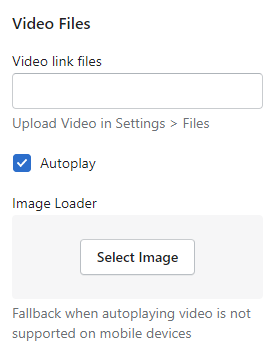 Video Files
Video link files
Upload Video in Settings > Files
Autoplay
Image Loader
Select Image
Fallback when autoplaying video is not
supported on mobile devices